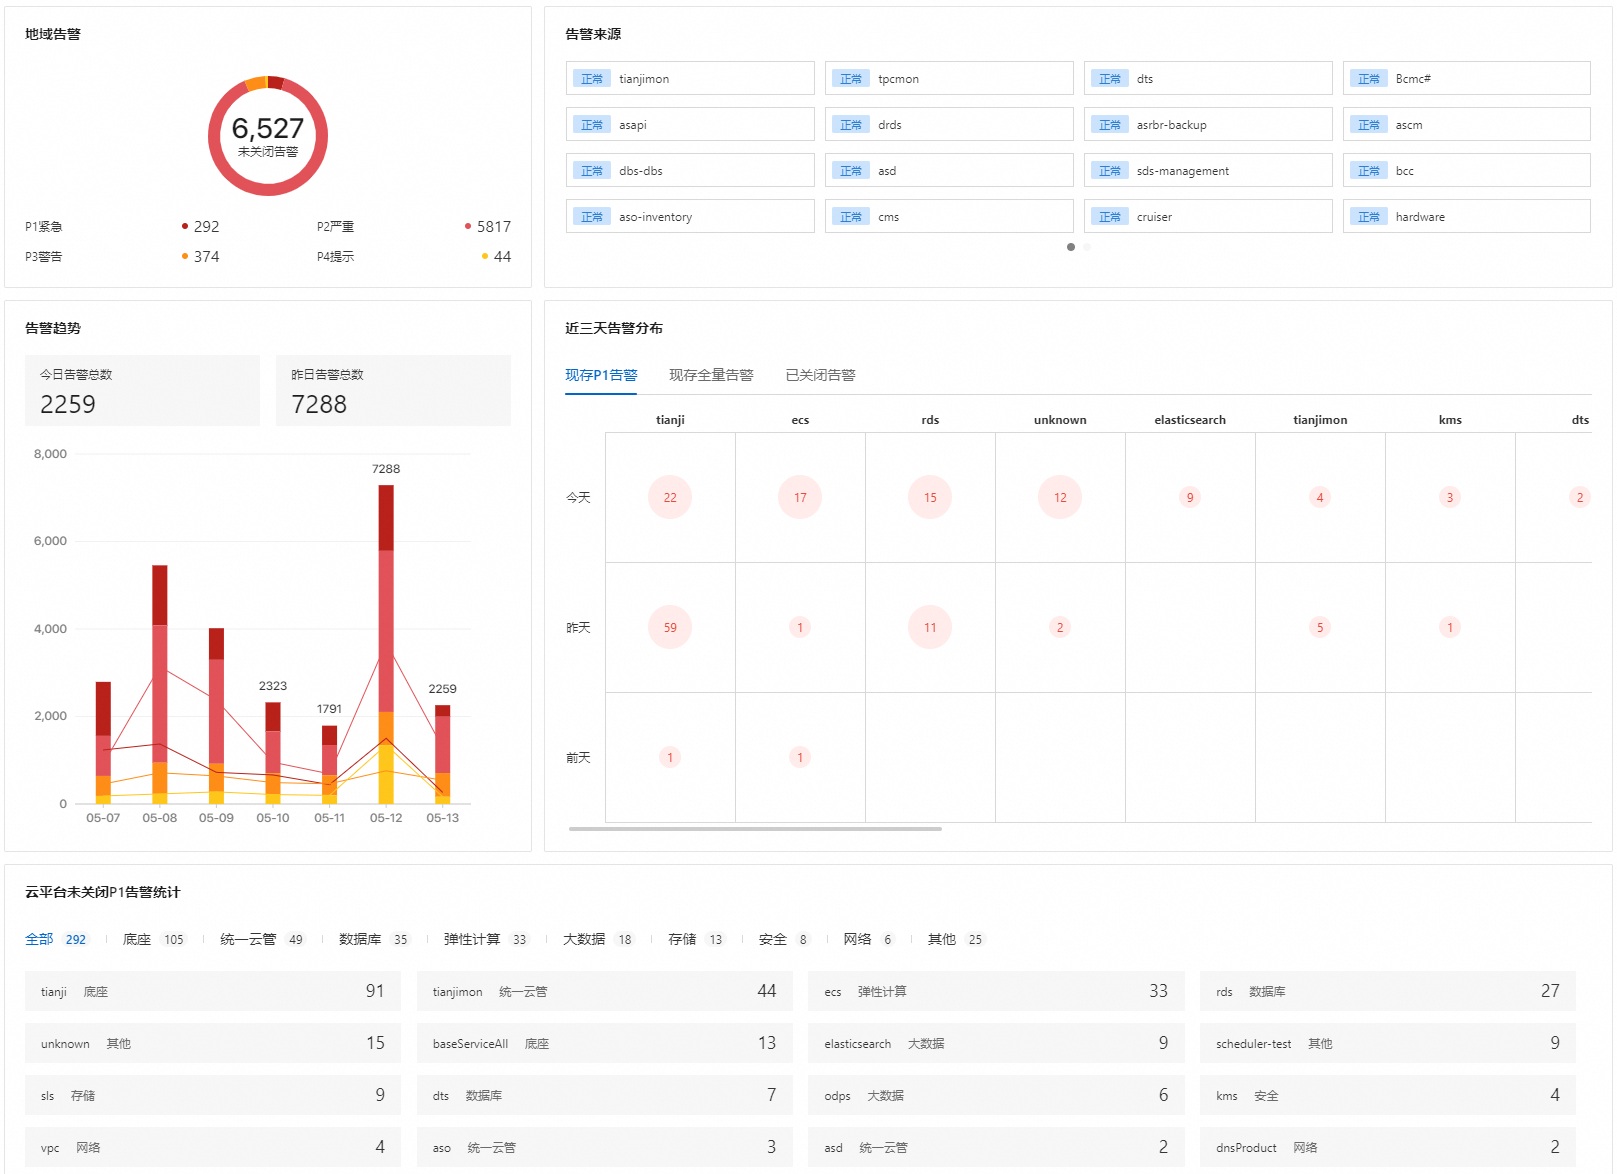 地域告警
6,527
未关闭告警
P1紧急 292 P2严重 5817
P3警告 374 P4提示 44
告警来源
正常 tianjimon 正常 tpcmon 正常 dts 正常 Bcmc#
正常 asapi 正常 drds 正常 asrbr-backup 正常 ascm
正常 dbs-dbs 正常 asd 正常 sds-management 正常 bcc
正常 aso-inventory 正常 cms 正常 cruiser 正常 hardware
告警趋势
今日告警总数 昨日告警总数
2259 7288
8,000
7288
6,000
4,000
2323
2259
1791
2,000
0
05-07 05-08 05-09 05-10 05-11 05-12 05-13
近三天告警分布
现存P1告警 现存全量告警 已关闭告警
tianji ecs rds unknown elasticsearch tianjimon kms dts
今天 22 17 15 12 9 4 3 2
昨天 59 1 11 2 5 1
前天 1 1
云平台未关闭P1告警统计
全部 292 底座 105 统一云管 49 数据库 35 弹性计算 33 大数据 18 存储 13 安全 8 网络 6 其他 25
tianji 底座 91 tianjimon 统一云管 44 ecs 弹性计算 33 rds 数据库 27
unknown 其他 15 baseServiceAll 底座 13 elasticsearch 大数据 9 scheduler-test 其他 9
sls 存储 9 dts 数据库 7 odps 大数据 6 kms 安全 4
vpc 网络 4 aso 统一云管 3 asd 统一云管 2 dnsProduct 网络 2